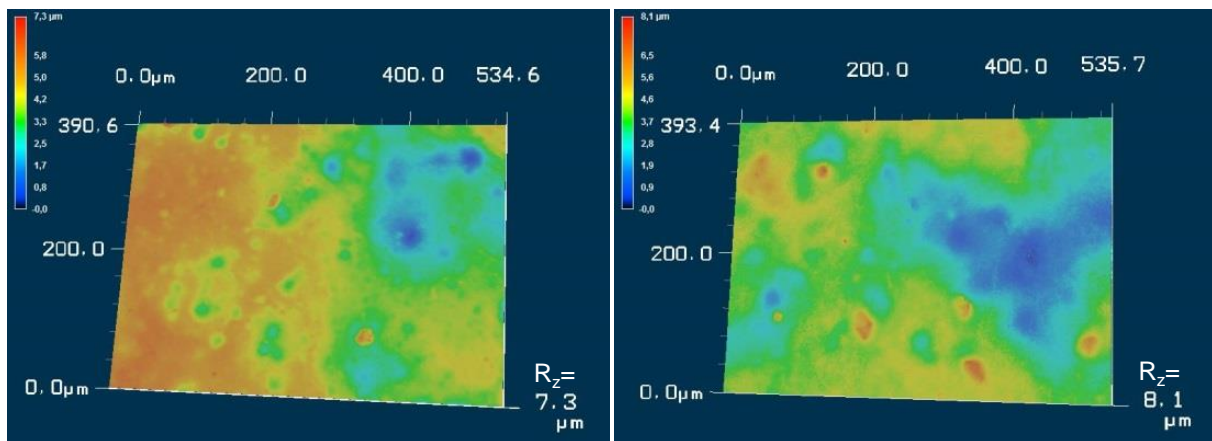 7,3 µm
5,8
5,0
4,2
3,3
2,5
1,7
0,8
-0,0
0.0µm 200.0 400.0 534.6
390.6
200.0
0.0µm
Rz=
7.3
µm
8,1 µm
6,5
5,6
4,6
3,7
2,8
1,9
0,9
-0,0
0.0µm 200.0 400.0 535.7
393.4
200.0
0.0µm
Rz=
8.1
µm